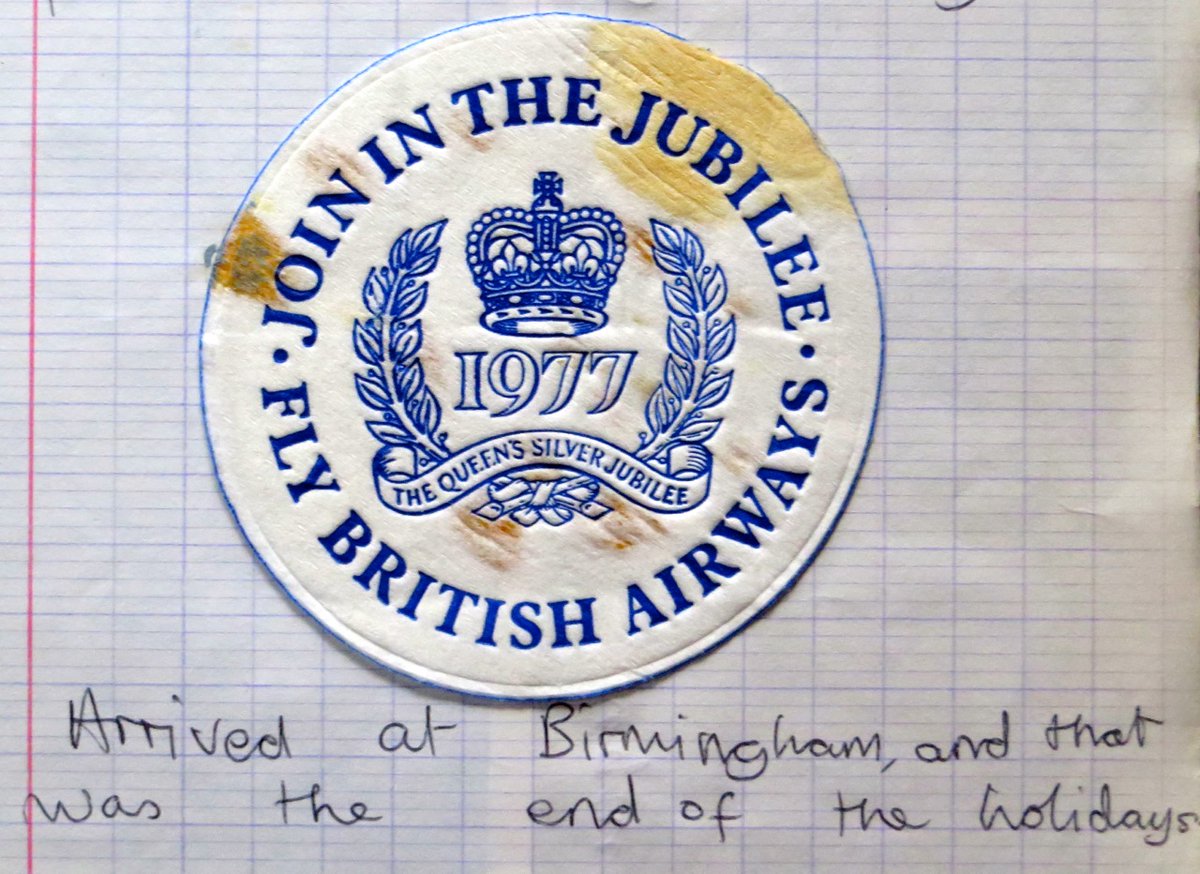 JOIN IN THE JUBILEE
1977
THE QUEEN'S SILVER JUBILEE
FLY BRITISH AIRWAYS
Arrived at Birmingham, and that
was the end of the holidays.